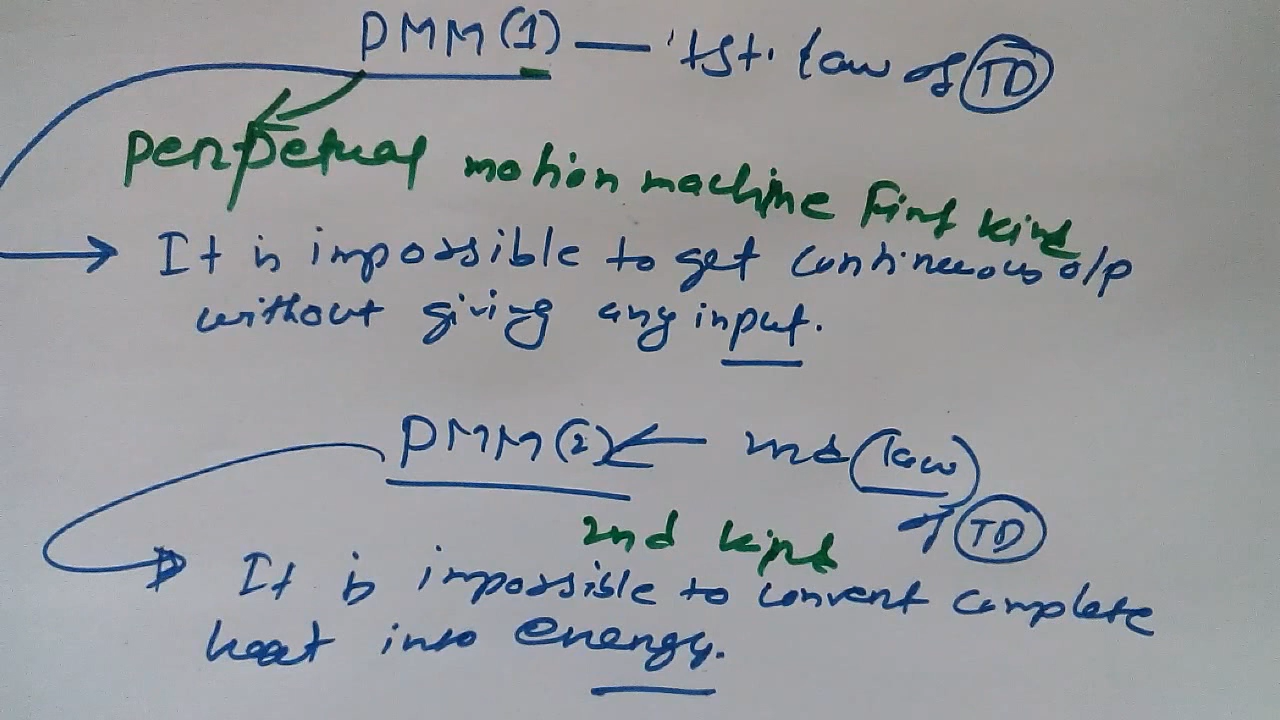 PMM(1) — 1st. law of TD
perpetual motion machine First kind
It is impossible to get continuous o/p
without giving any input.
PMM(2) ← 2nd law
of TD
2nd kind
It is impossible to convert complete
heat into energy.